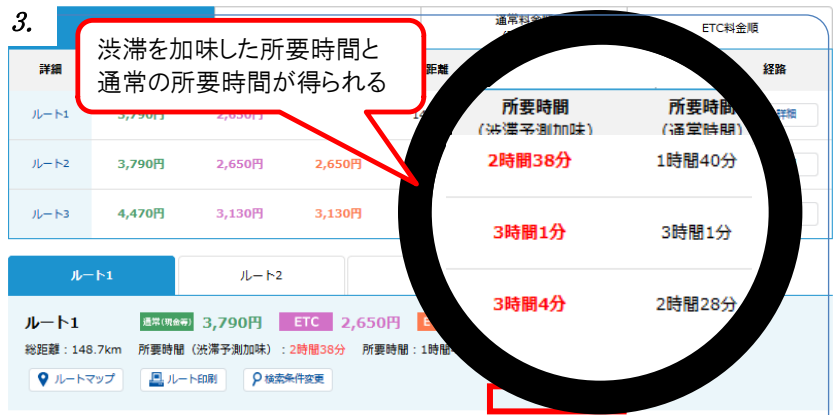 3.
渋滞を加味した所要時間と
通常の所要時間が得られる
ETC料金順
詳細
距離
経路
所要時間
(渋滞予測加味)
所要時間
(通常時間)
ルート1 3,790円 2,650円
詳細
ルート2 3,790円 2,650円 2,650円
ルート3 4,470円 3,130円 3,130円
2時間38分 1時間40分
3時間1分 3時間1分
3時間4分 2時間28分
ルート1 ルート2
ルート1 通常(現金等) 3,790円 ETC 2,650円
総距離:148.7km 所要時間(渋滞予測加味):2時間38分 所要時間:1時間
ルートマップ ルート印刷 検索条件変更